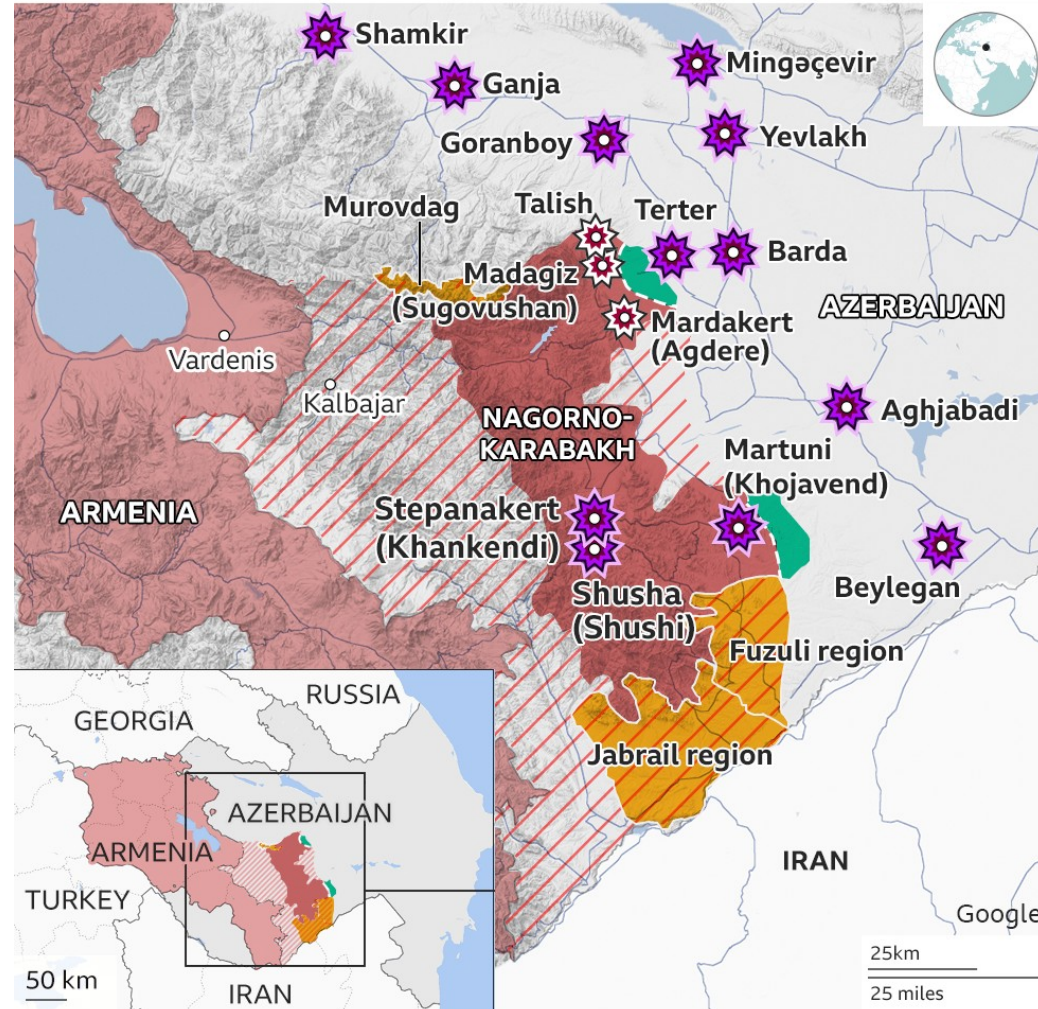 Shamkir
Mingəçevir
Ganja
Goranboy
Yevlakh
Murovdag
Talish
Terter
Madagiz
(Sugovushan)
Barda
AZERBAIJAN
Mardakert
(Agdere)
Vardenis
Kalbajar
NAGORNO-
KARABAKH
Aghjabadi
Martuni
(Khojavend)
ARMENIA
Stepanakert
(Khankendi)
Beylegan
Shusha
(Shushi)
Fuzuli region
Jabrail region
IRAN
Google
25km
25 miles
RUSSIA
GEORGIA
AZERBAIJAN
ARMENIA
TURKEY
50 km
IRAN